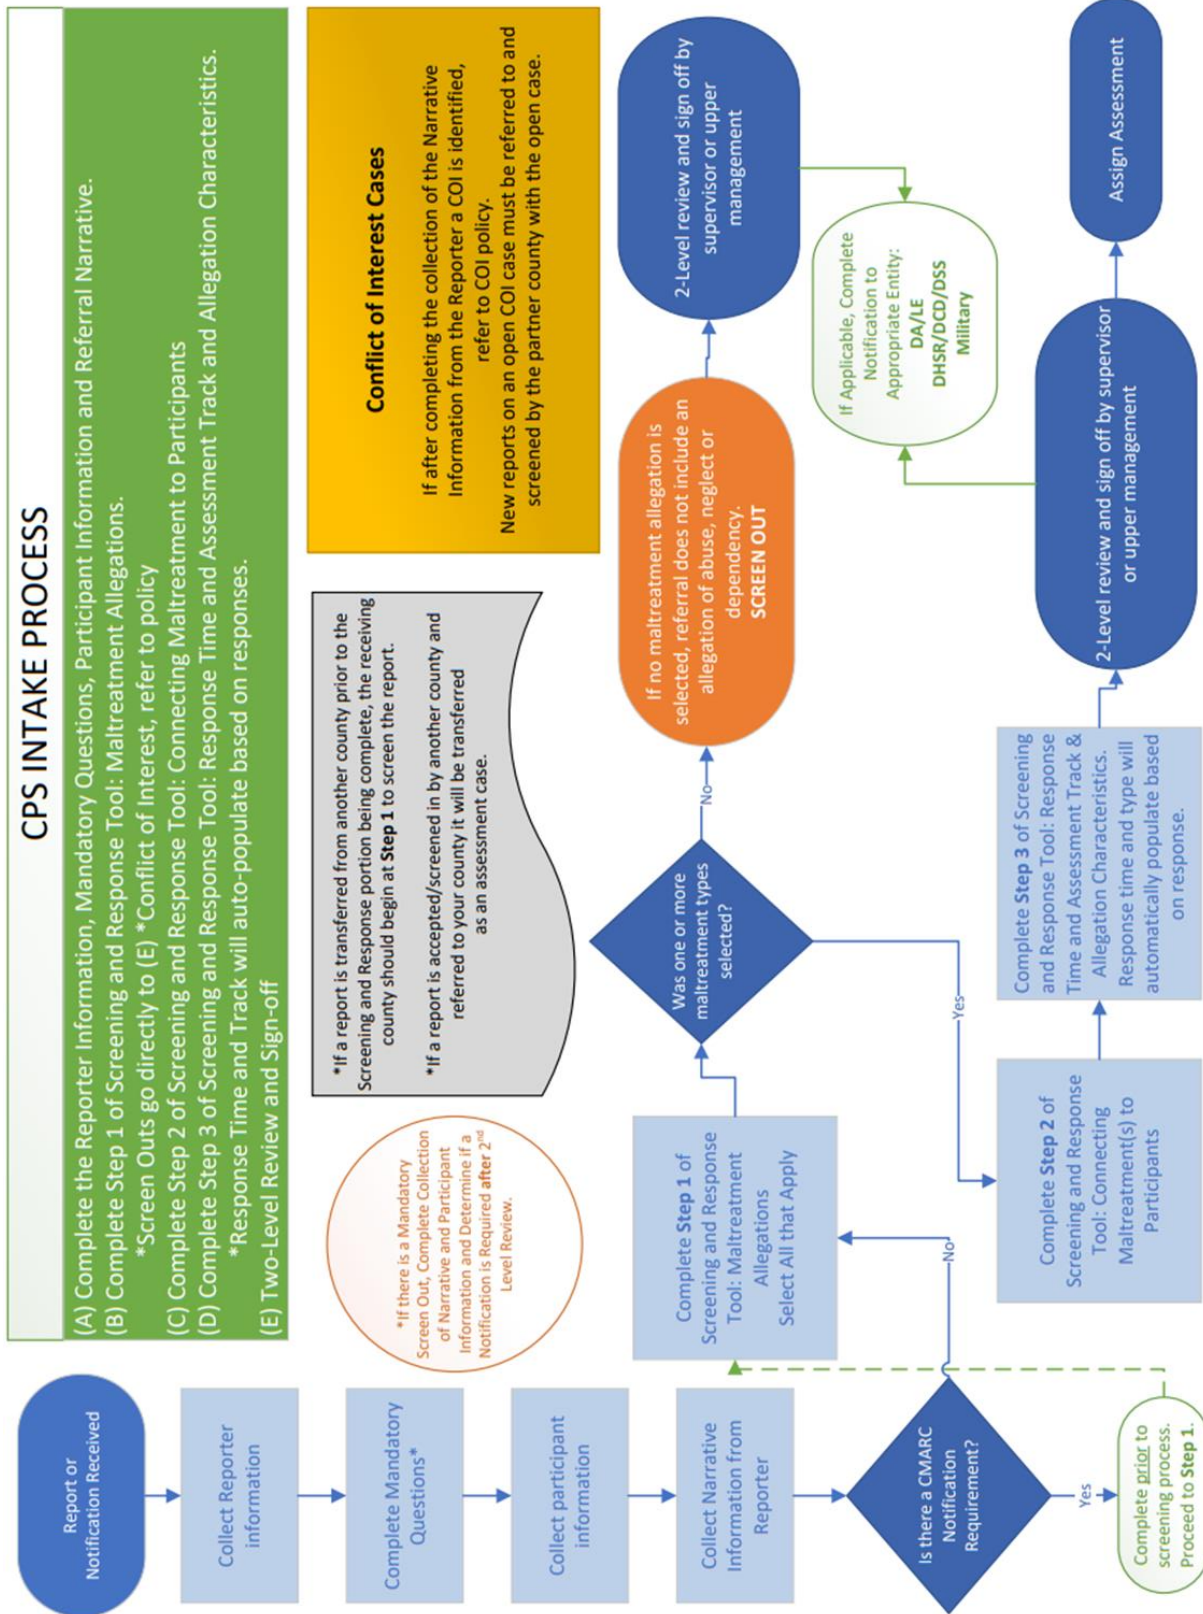 CPS INTAKE PROCESS
(A) Complete the Reporter Information, Mandatory Questions, Participant Information and Referral Narrative.
(B) Complete Step 1 of Screening and Response Tool: Maltreatment Allegations.
*Screen Outs go directly to (E) *Conflict of Interest, refer to policy
(C) Complete Step 2 of Screening and Response Tool: Connecting Maltreatment to Participants
(D) Complete Step 3 of Screening and Response Tool: Response Time and Assessment Track and Allegation Characteristics.
*Response Time and Track will auto-populate based on responses.
(E) Two-Level Review and Sign-off
Report or
Notification Received
Collect Reporter
information
Complete Mandatory
Questions*
Collect participant
information
Collect Narrative
Information from
Reporter
Is there a CMARC
Notification
Requirement?
Yes
Complete prior to
screening process.
Proceed to Step 1.
No
*If there is a Mandatory
Screen Out, Complete Collection
of Narrative and Participant
Information and Determine if a
Notification is Required after 2nd
Level Review.
*If a report is transferred from another county prior to the
Screening and Response portion being complete, the receiving
county should begin at Step 1 to screen the report.
*If a report is accepted/screened in by another county and
referred to your county it will be transferred
as an assessment case.
Conflict of Interest Cases
If after completing the collection of the Narrative
Information from the Reporter a COI is identified,
refer to COI policy.
New reports on an open COI case must be referred to and
screened by the partner county with the open case.
Complete Step 1 of
Screening and Response
Tool: Maltreatment
Allegations
Select All that Apply
Was one or more
maltreatment types
selected?
No
If no maltreatment allegation is
selected, referral does not include an
allegation of abuse, neglect or
dependency.
SCREEN OUT
2-Level review and sign off by
supervisor or upper
management
If Applicable, Complete
Notification to
Appropriate Entity:
DA/LE
DHSR/DCD/DSS
Military
Yes
Complete Step 2 of
Screening and Response
Tool: Connecting
Maltreatment(s) to
Participants
Complete Step 3 of Screening
and Response Tool: Response
Time and Assessment Track &
Allegation Characteristics.
Response time and type will
automatically populate based
on response.
2-Level review and sign off by supervisor
or upper management
Assign Assessment